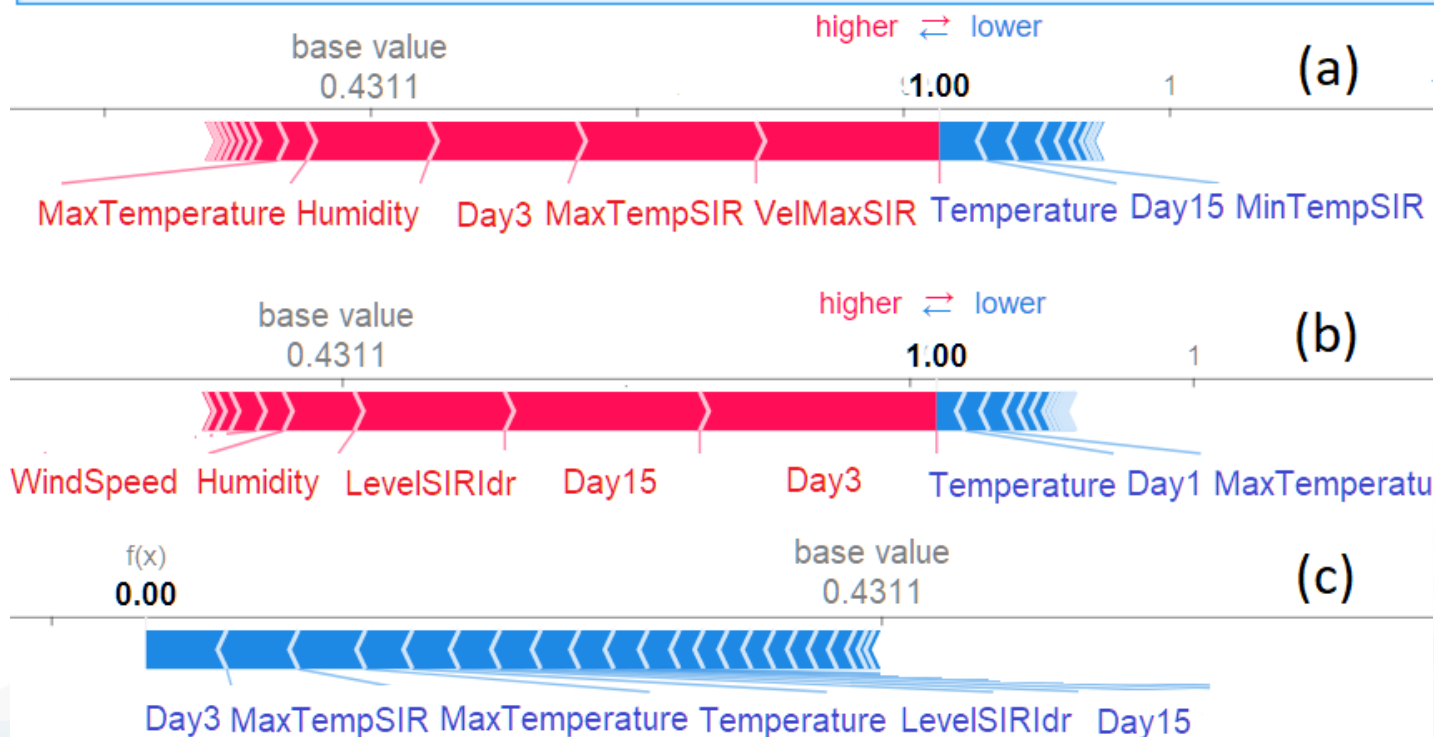 higher ⇄ lower
base value
(a)
0.4311 1.00 1
MaxTemperature Humidity Day3 MaxTempSIR VelMaxSIR Temperature Day15 MinTempSIR
higher ⇄ lower
base value
(b)
0.4311 1.00 1
WindSpeed Humidity LevelSIRIdr Day15 Day3 Temperature Day1 MaxTemperatu
f(x) base value
(c)
0.00 0.4311
Day3 MaxTempSIR MaxTemperature Temperature LevelSIRIdr Day15